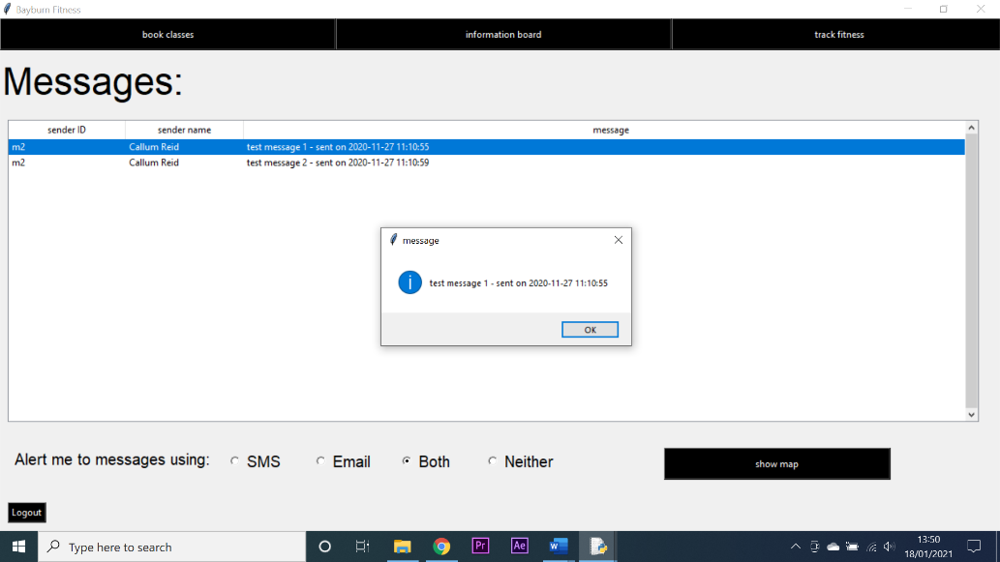 Bayburn Fitness
book classes information board track fitness
Messages:
sender ID sender name message
m2 Callum Reid test message 1 - sent on 2020-11-27 11:10:55
m2 Callum Reid test message 2 - sent on 2020-11-27 11:10:59
message
i
test message 1 - sent on 2020-11-27 11:10:55
OK
Alert me to messages using: SMS Email Both Neither
show map
Logout
Type here to search
Pr Ae
13:50
18/01/2021